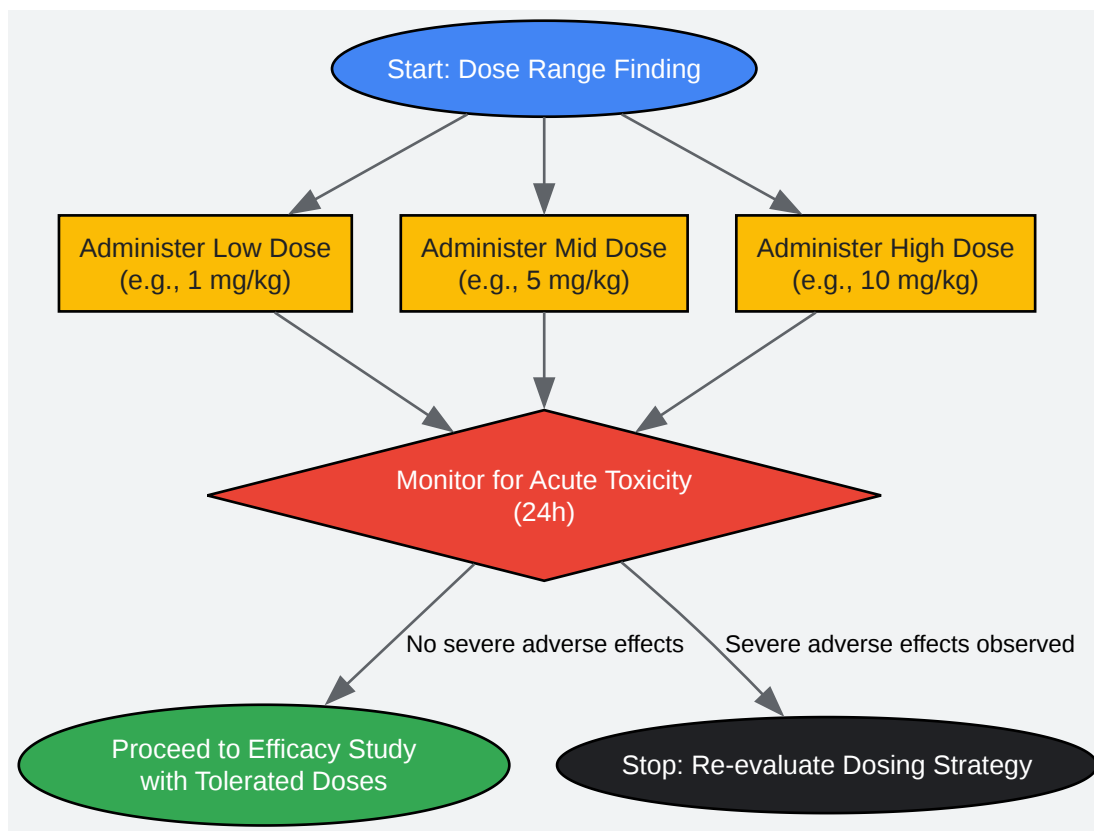 Start: Dose Range Finding
Administer Low Dose
(e.g., 1 mg/kg)
Administer Mid Dose
(e.g., 5 mg/kg)
Administer High Dose
(e.g., 10 mg/kg)
Monitor for Acute Toxicity
(24h)
No severe adverse effects
Severe adverse effects observed
Proceed to Efficacy Study
with Tolerated Doses
Stop: Re-evaluate Dosing Strategy